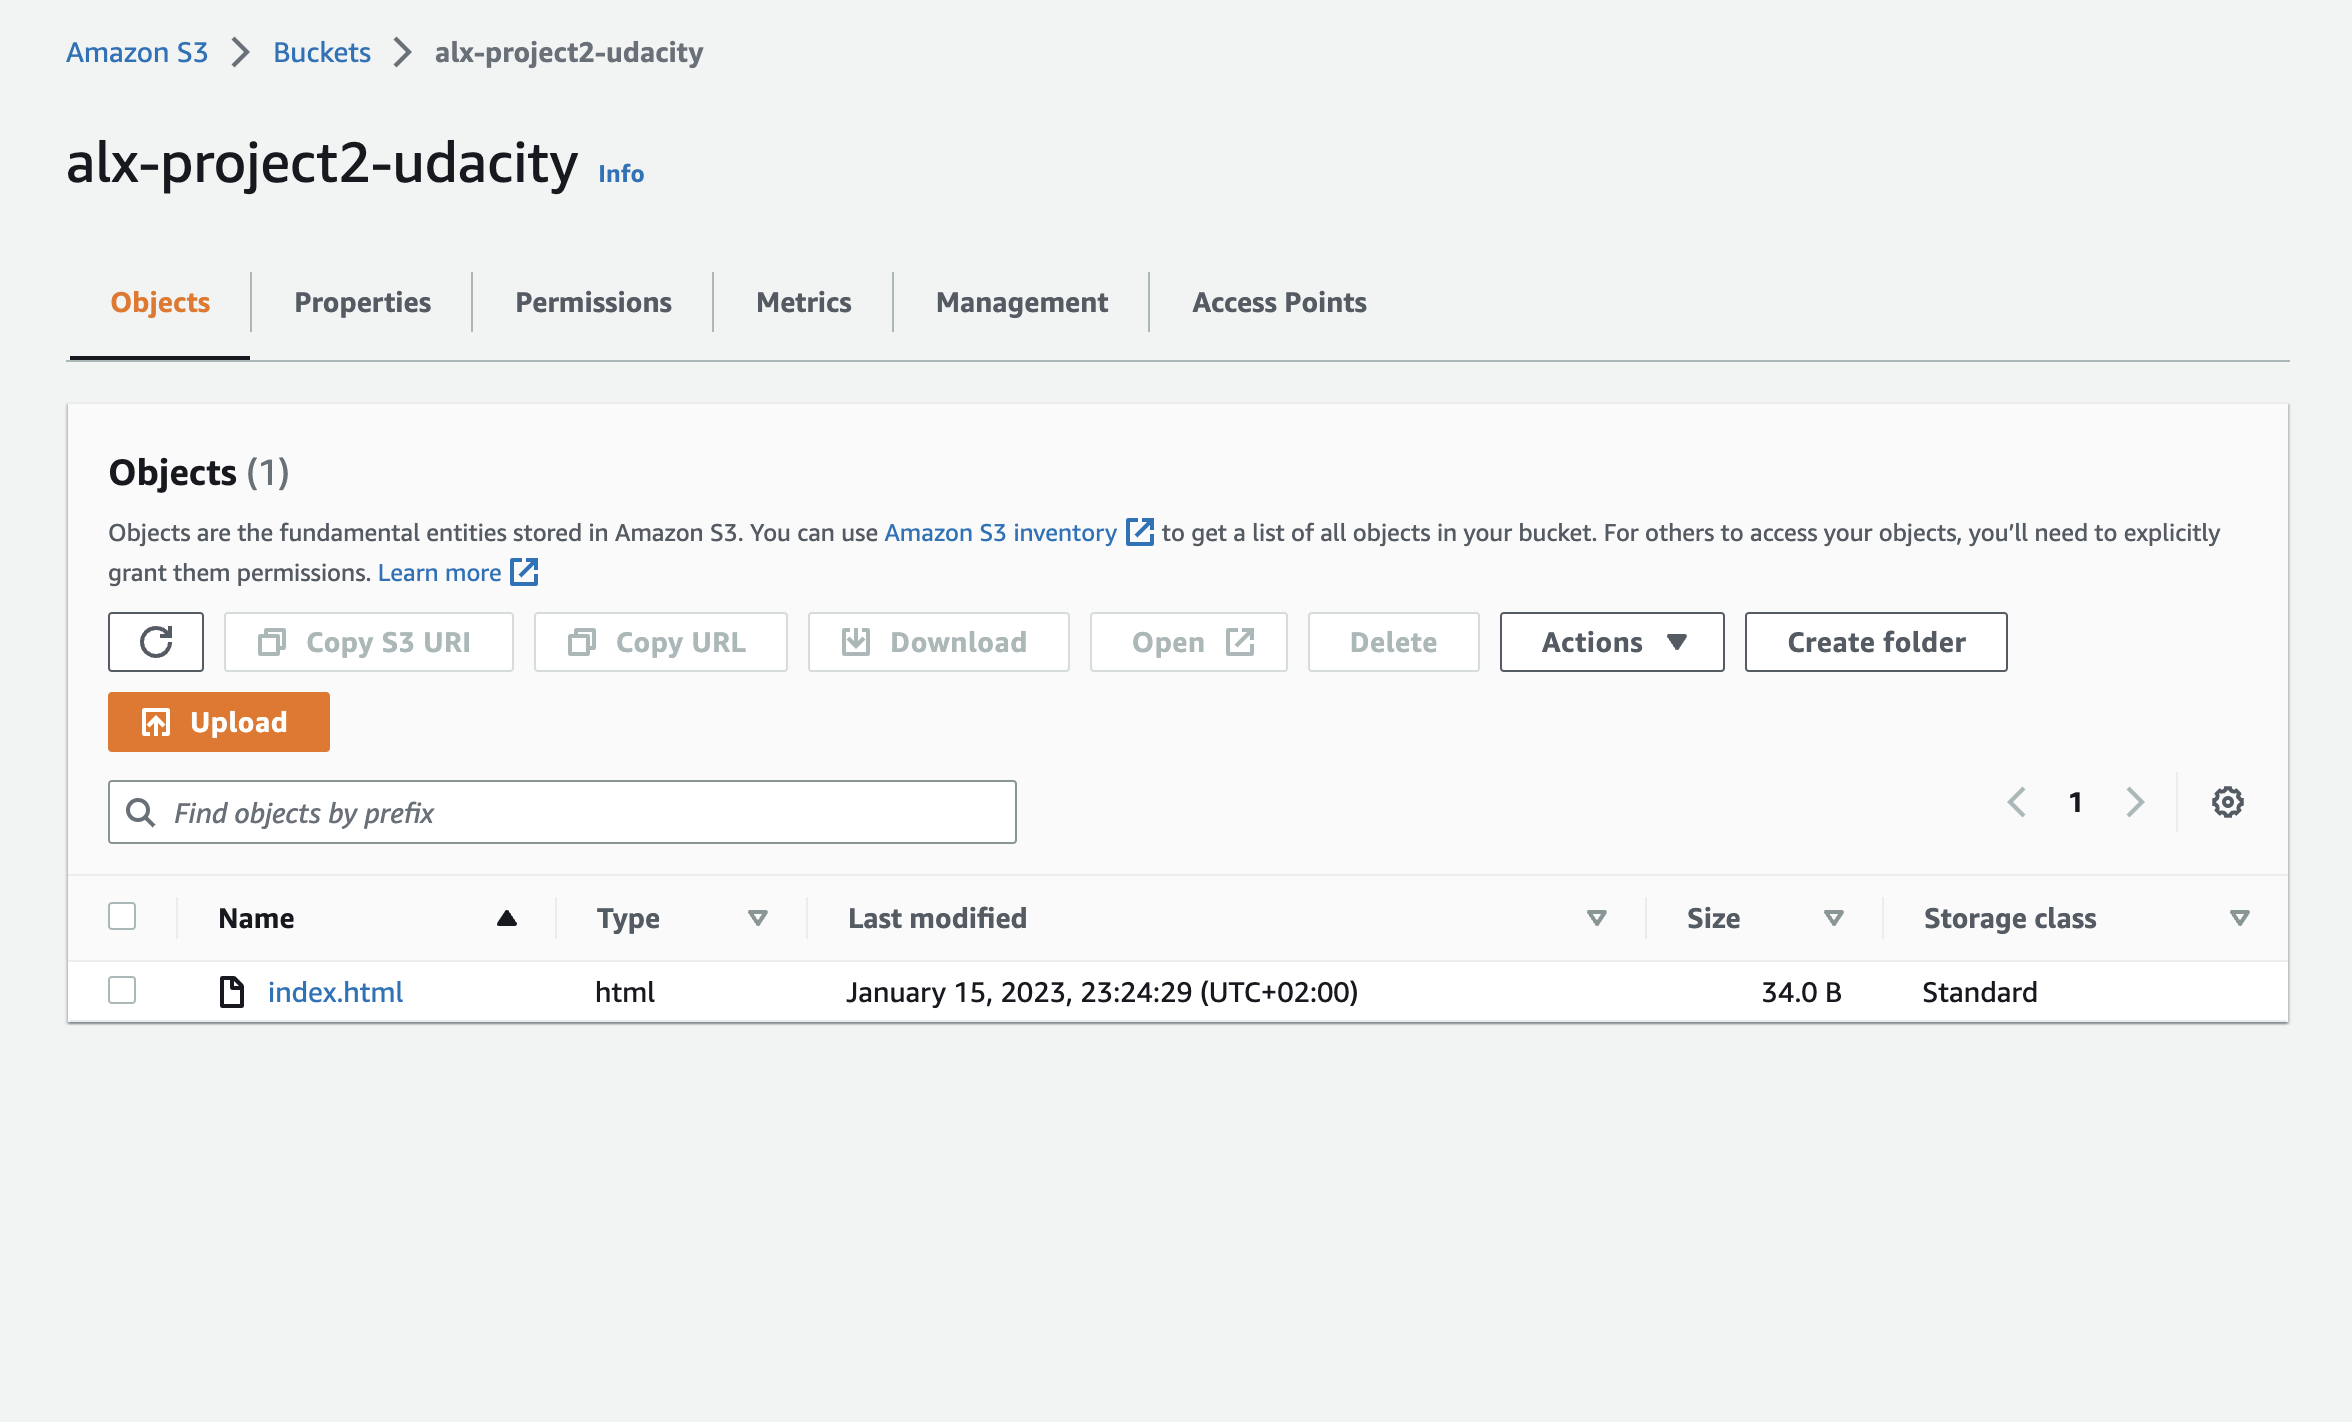 Amazon S3 Buckets alx-project2-udacity
alx-project2-udacity Info
Objects Properties Permissions Metrics Management Access Points
Objects (1)
Objects are the fundamental entities stored in Amazon S3. You can use Amazon S3 inventory to get a list of all objects in your bucket. For others to access your objects, you’ll need to explicitly
grant them permissions. Learn more
Copy S3 URI Copy URL Download Open Delete Actions Create folder
Upload
Find objects by prefix 1
Name Type Last modified Size Storage class
index.html html January 15, 2023, 23:24:29 (UTC+02:00) 34.0 B Standard